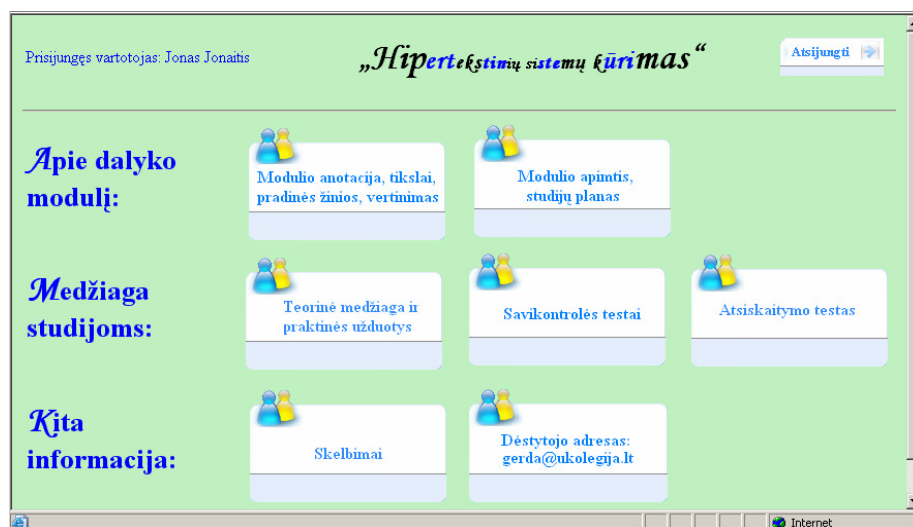 Prisijungęs vartotojas: Jonas Jonaitis
„Hipertekstinių sistemų kūrimas“
Atsijungti
Apie dalyko
modulį:
Modulio anotacija, tikslai,
pradinės žinios, vertinimas
Modulio apimtis,
studijų planas
Medžiaga
studijoms:
Teorinė medžiaga ir
praktinės užduotys
Savikontrolės testai
Atsiskaitymo testas
Kita
informacija:
Skelbimai
Dėstytojo adresas:
gerda@ukolegija.lt
Internet